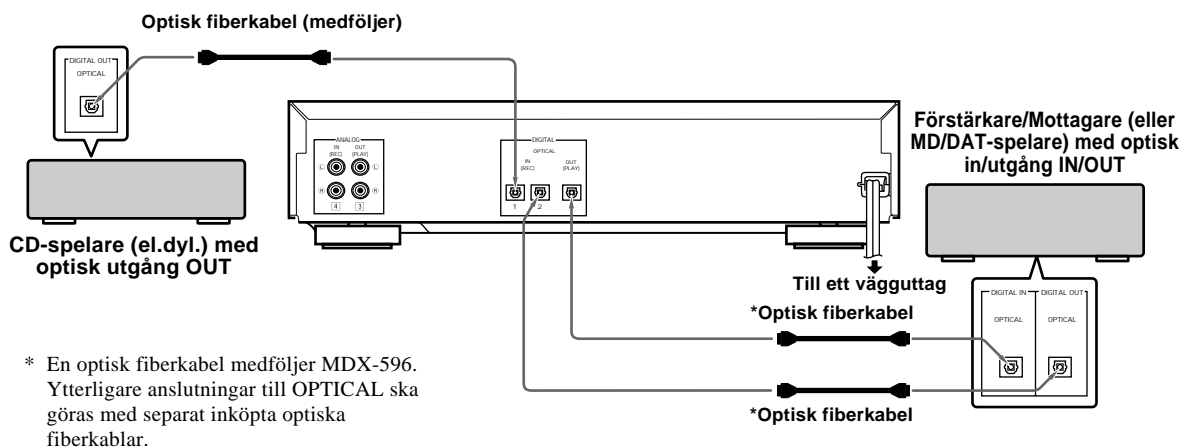 Optisk fiberkabel (medföljer)
DIGITAL OUT
OPTICAL
CD-spelare (el.dyl.) med
optisk utgång OUT
ANALOG
IN
(REC)
OUT
(PLAY)
L
L
R
R
4
3
DIGITAL
OPTICAL
IN
(REC)
OUT
(PLAY)
1
2
Förstärkare/Mottagare (eller
MD/DAT-spelare) med optisk
in/utgång IN/OUT
Till ett vägguttag
*Optisk fiberkabel
DIGITAL IN
DIGITAL OUT
OPTICAL
OPTICAL
*Optisk fiberkabel
* En optisk fiberkabel medföljer MDX-596.
Ytterligare anslutningar till OPTICAL ska
göras med separat inköpta optiska
fiberkablar.